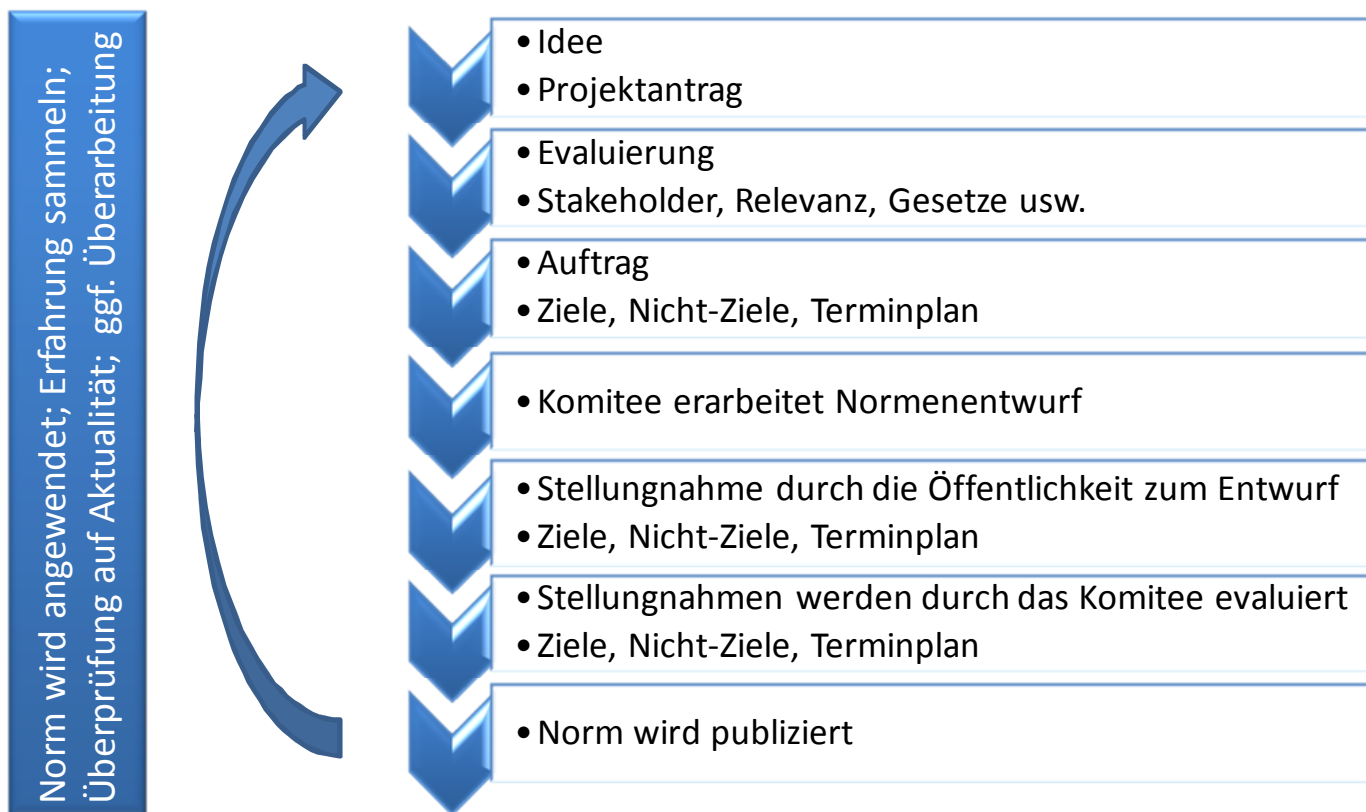 Norm wird angewendet; Erfahrung sammeln;
Überprüfung auf Aktualität; ggf. Überarbeitung
• Idee
• Projektantrag
• Evaluierung
• Stakeholder, Relevanz, Gesetze usw.
• Auftrag
• Ziele, Nicht-Ziele, Terminplan
• Komitee erarbeitet Normenentwurf
• Stellungnahme durch die Öffentlichkeit zum Entwurf
• Ziele, Nicht-Ziele, Terminplan
• Stellungnahmen werden durch das Komitee evaluiert
• Ziele, Nicht-Ziele, Terminplan
• Norm wird publiziert